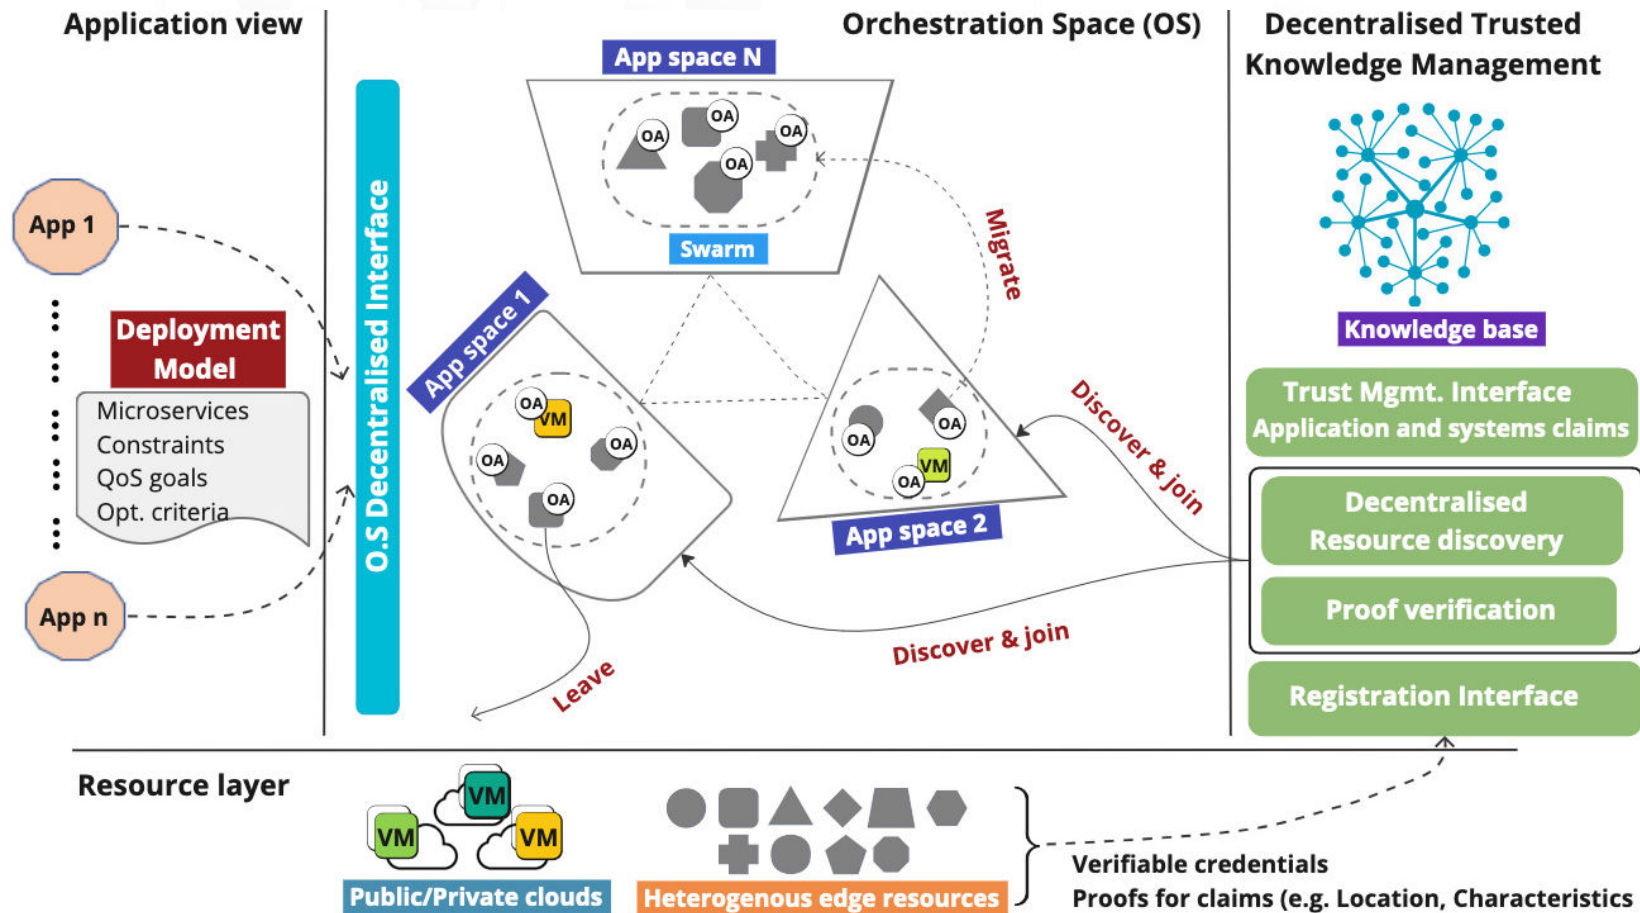 Application view
Orchestration Space (OS)
Decentralised Trusted
Knowledge Management
App space N
OA
OA
OA
OA
Swarm
O.S Decentralised Interface
App 1
Deployment
Model
Microservices
Constraints
QoS goals
Opt. criteria
App n
App space 1
OA
VM
OA
OA
OA
Leave
Migrate
OA
OA
VM
OA
App space 2
Discover & join
Discover & join
Knowledge base
Trust Mgmt. Interface
Application and systems claims
Decentralised
Resource discovery
Proof verification
Registration Interface
Resource layer
VM
VM
VM
Public/Private clouds
Heterogenous edge resources
Verifiable credentials
Proofs for claims (e.g. Location, Characteristics